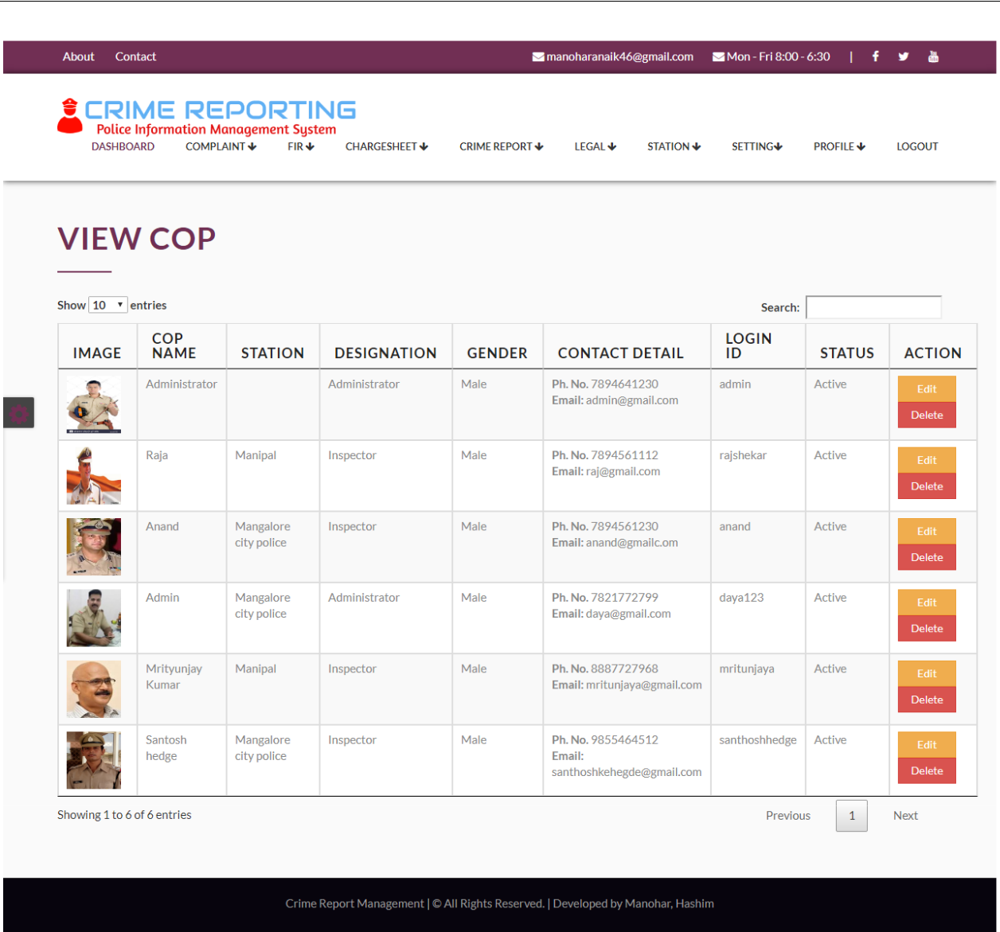 About Contact manoharanaik46@gmail.com Mon - Fri 8:00 - 6:30 |
CRIME REPORTING
Police Information Management System
DASHBOARD COMPLAINT FIR CHARGESHEET CRIME REPORT LEGAL STATION SETTING PROFILE LOGOUT
VIEW COP
Show 10 entries Search:
IMAGE COP NAME STATION DESIGNATION GENDER CONTACT DETAIL LOGIN ID STATUS ACTION
Administrator Administrator Male Ph. No. 7894641230 admin Active Edit
Email: admin@gmail.com Delete
Raja Manipal Inspector Male Ph. No. 7894561112 rajshekar Active Edit
Email: raj@gmail.com Delete
Anand Mangalore Inspector Male Ph. No. 7894561230 anand Active Edit
city police Email: anand@gmailc.om Delete
Admin Mangalore Administrator Male Ph. No. 7821772799 daya123 Active Edit
city police Email: daya@gmail.com Delete
Mrityunjay Manipal Inspector Male Ph. No. 8887727968 mritunjaya Active Edit
Kumar Email: mritunjaya@gmail.com Delete
Santosh Mangalore Inspector Male Ph. No. 9855464512 santhoshhedge Active Edit
hedge city police Email: Delete
santhoshkehegde@gmail.com
Showing 1 to 6 of 6 entries Previous 1 Next
Crime Report Management | © All Rights Reserved. | Developed by Manohar, Hashim